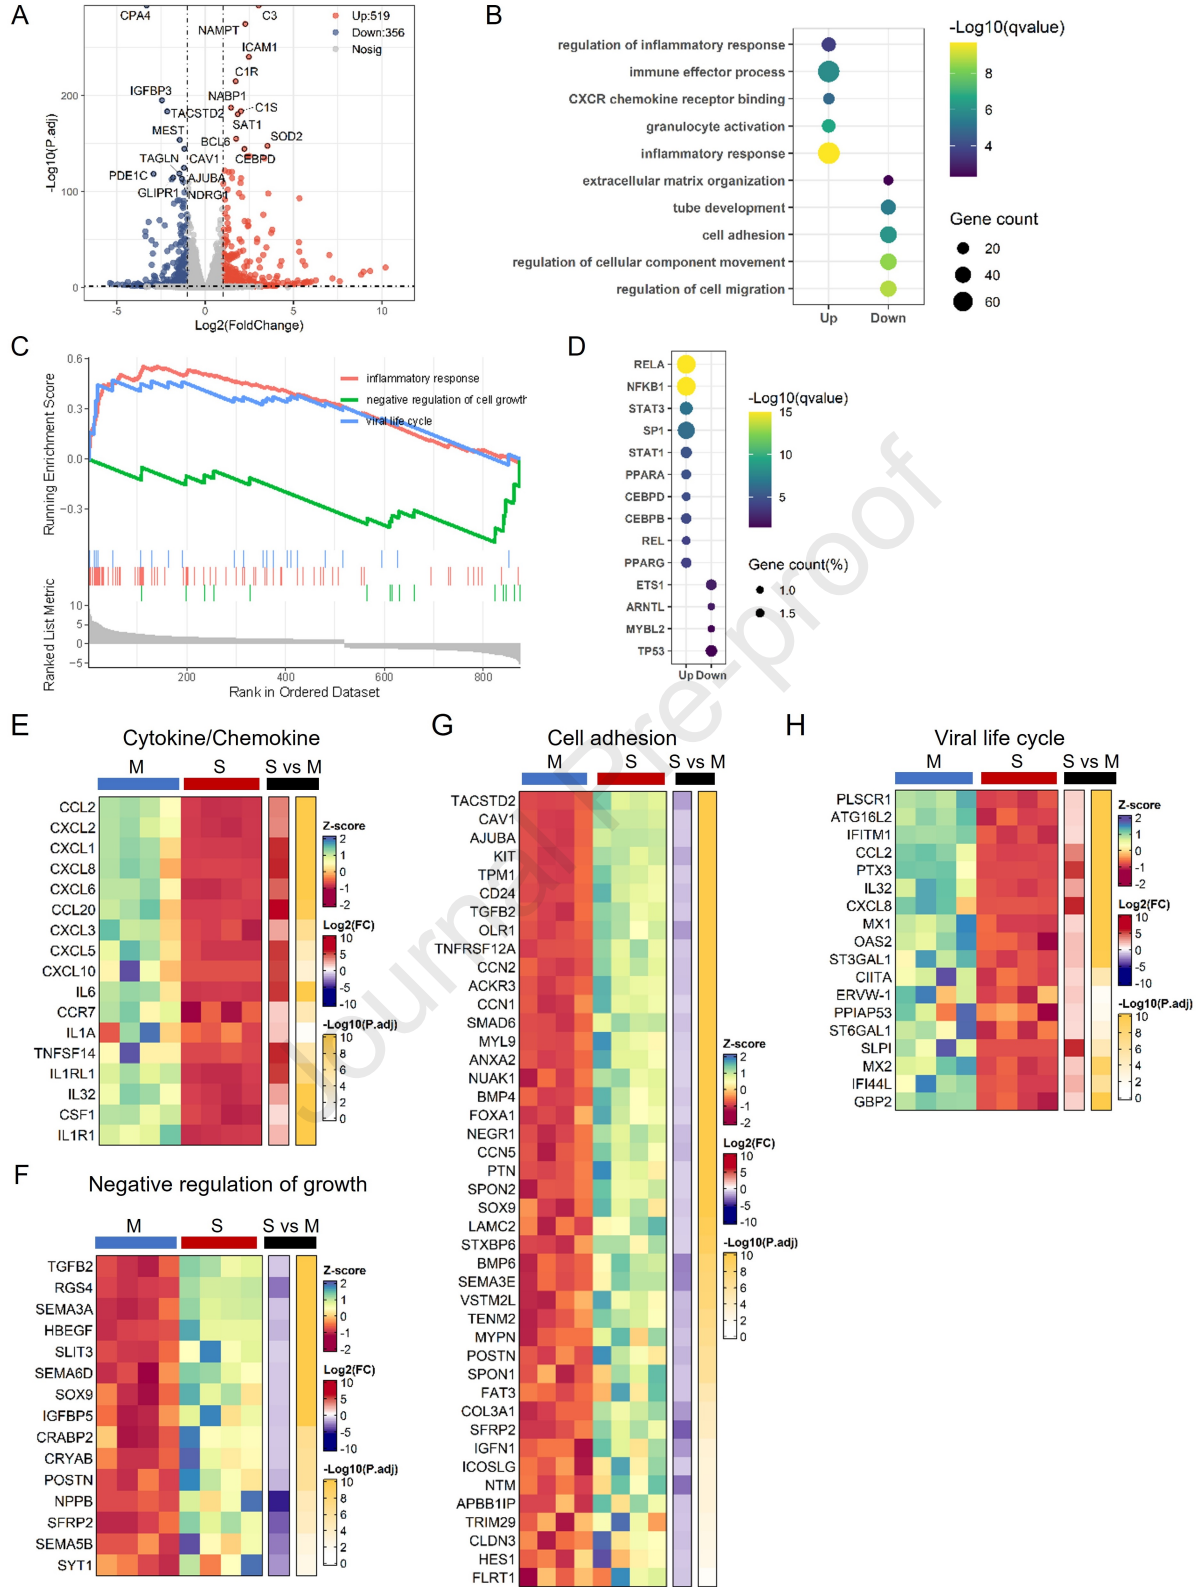 A
CPA4
C3
NAMPT
ICAM1
C1R
IGFBP3
NABP1
TACSTD2
C1S
MEST
SAT1
SOD2
BCL6
TAGLN
CAV1
CEBPD
PDE1C
AJUBA
GLIPR1
NDRG1
Up:519
Down:356
Nosig
200
100
0
-Log10(P.adj)
-5
0
5
10
Log2(FoldChange)
B
regulation of inflammatory response
immune effector process
CXCR chemokine receptor binding
granulocyte activation
inflammatory response
extracellular matrix organization
tube development
cell adhesion
regulation of cellular component movement
regulation of cell migration
Up
Down
-Log10(qvalue)
8
6
4
Gene count
20
40
60
C
Running Enrichment Score
0.6
0.3
0.0
−0.3
inflammatory response
negative regulation of cell growth
viral life cycle
Ranked List Metric
10
5
0
−5
200
400
600
800
Rank in Ordered Dataset
D
RELA
NFKB1
STAT3
SP1
STAT1
PPARA
CEBPD
CEBPB
REL
PPARG
ETS1
ARNTL
MYBL2
TP53
Up Down
-Log10(qvalue)
15
10
5
Gene count(%)
1.0
1.5
E
Cytokine/Chemokine
M
S
S vs M
CCL2
CXCL2
CXCL1
CXCL8
CXCL6
CCL20
CXCL3
CXCL5
CXCL10
IL6
CCR7
IL1A
TNFSF14
IL1RL1
IL32
CSF1
IL1R1
Z-score
2
1
0
-1
-2
Log2(FC)
10
5
0
-5
-10
-Log10(P.adj)
10
8
6
4
2
0
F
Negative regulation of growth
M
S
S vs M
TGFB2
RGS4
SEMA3A
HBEGF
SLIT3
SEMA6D
SOX9
IGFBP5
CRABP2
CRYAB
POSTN
NPPB
SFRP2
SEMA5B
SYT1
Z-score
2
1
0
-1
-2
Log2(FC)
10
5
0
-5
-10
-Log10(P.adj)
10
8
6
4
2
0
G
Cell adhesion
M
S
S vs M
TACSTD2
CAV1
AJUBA
KIT
TPM1
CD24
TGFB2
OLR1
TNFRSF12A
CCN2
ACKR3
CCN1
SMAD6
MYL9
ANXA2
NUAK1
BMP4
FOXA1
NEGR1
CCN5
PTN
SPON2
SOX9
LAMC2
STXBP6
BMP6
SEMA3E
VSTM2L
TENM2
MYPN
POSTN
SPON1
FAT3
COL3A1
SFRP2
IGFN1
ICOSLG
NTM
APBB1IP
TRIM29
CLDN3
HES1
FLRT1
Z-score
2
1
0
-1
-2
Log2(FC)
10
5
0
-5
-10
-Log10(P.adj)
10
8
6
4
2
0
H
Viral life cycle
M
S
S vs M
PLSCR1
ATG16L2
IFITM1
CCL2
PTX3
IL32
CXCL8
MX1
OAS2
ST3GAL1
CIITA
ERVW-1
PPIAP53
ST6GAL1
SLPI
MX2
IFI44L
GBP2
Z-score
2
1
0
-1
-2
Log2(FC)
10
5
0
-5
-10
-Log10(P.adj)
10
8
6
4
2
0
Journal Pre-proof